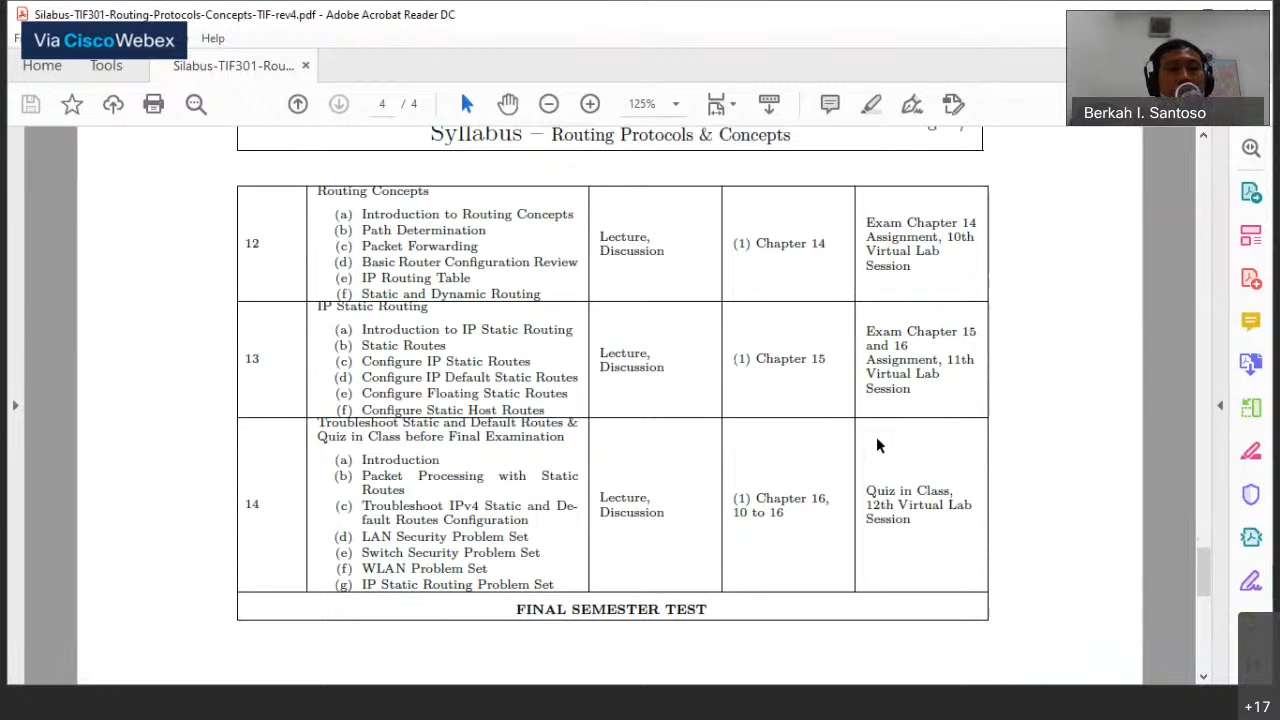 Silabus-TIF301-Routing-Protocols-Concepts-TIF-rev4.pdf - Adobe Acrobat Reader DC
Via CiscoWebex
Help
Home
Tools
Silabus-TIF301-Rou... ×
4 / 4
125%
Berkah I. Santoso
Syllabus – Routing Protocols & Concepts
12
Routing Concepts
(a) Introduction to Routing Concepts
(b) Path Determination
(c) Packet Forwarding
(d) Basic Router Configuration Review
(e) IP Routing Table
(f) Static and Dynamic Routing
Lecture,
Discussion
(1) Chapter 14
Exam Chapter 14
Assignment, 10th
Virtual Lab
Session
13
IP Static Routing
(a) Introduction to IP Static Routing
(b) Static Routes
(c) Configure IP Static Routes
(d) Configure IP Default Static Routes
(e) Configure Floating Static Routes
(f) Configure Static Host Routes
Lecture,
Discussion
(1) Chapter 15
Exam Chapter 15
and 16
Assignment, 11th
Virtual Lab
Session
14
Troubleshoot Static and Default Routes &
Quiz in Class before Final Examination
(a) Introduction
(b) Packet Processing with Static
Routes
(c) Troubleshoot IPv4 Static and De-
fault Routes Configuration
(d) LAN Security Problem Set
(e) Switch Security Problem Set
(f) WLAN Problem Set
(g) IP Static Routing Problem Set
Lecture,
Discussion
(1) Chapter 16,
10 to 16
Quiz in Class,
12th Virtual Lab
Session
FINAL SEMESTER TEST
+17